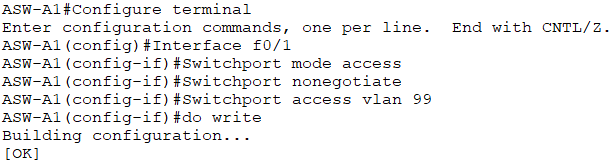 ASW-A1#Configure terminal
Enter configuration commands, one per line.  End with CNTL/Z.
ASW-A1(config)#Interface f0/1
ASW-A1(config-if)#Switchport mode access
ASW-A1(config-if)#Switchport nonegotiate
ASW-A1(config-if)#Switchport access vlan 99
ASW-A1(config-if)#do write
Building configuration...
[OK]